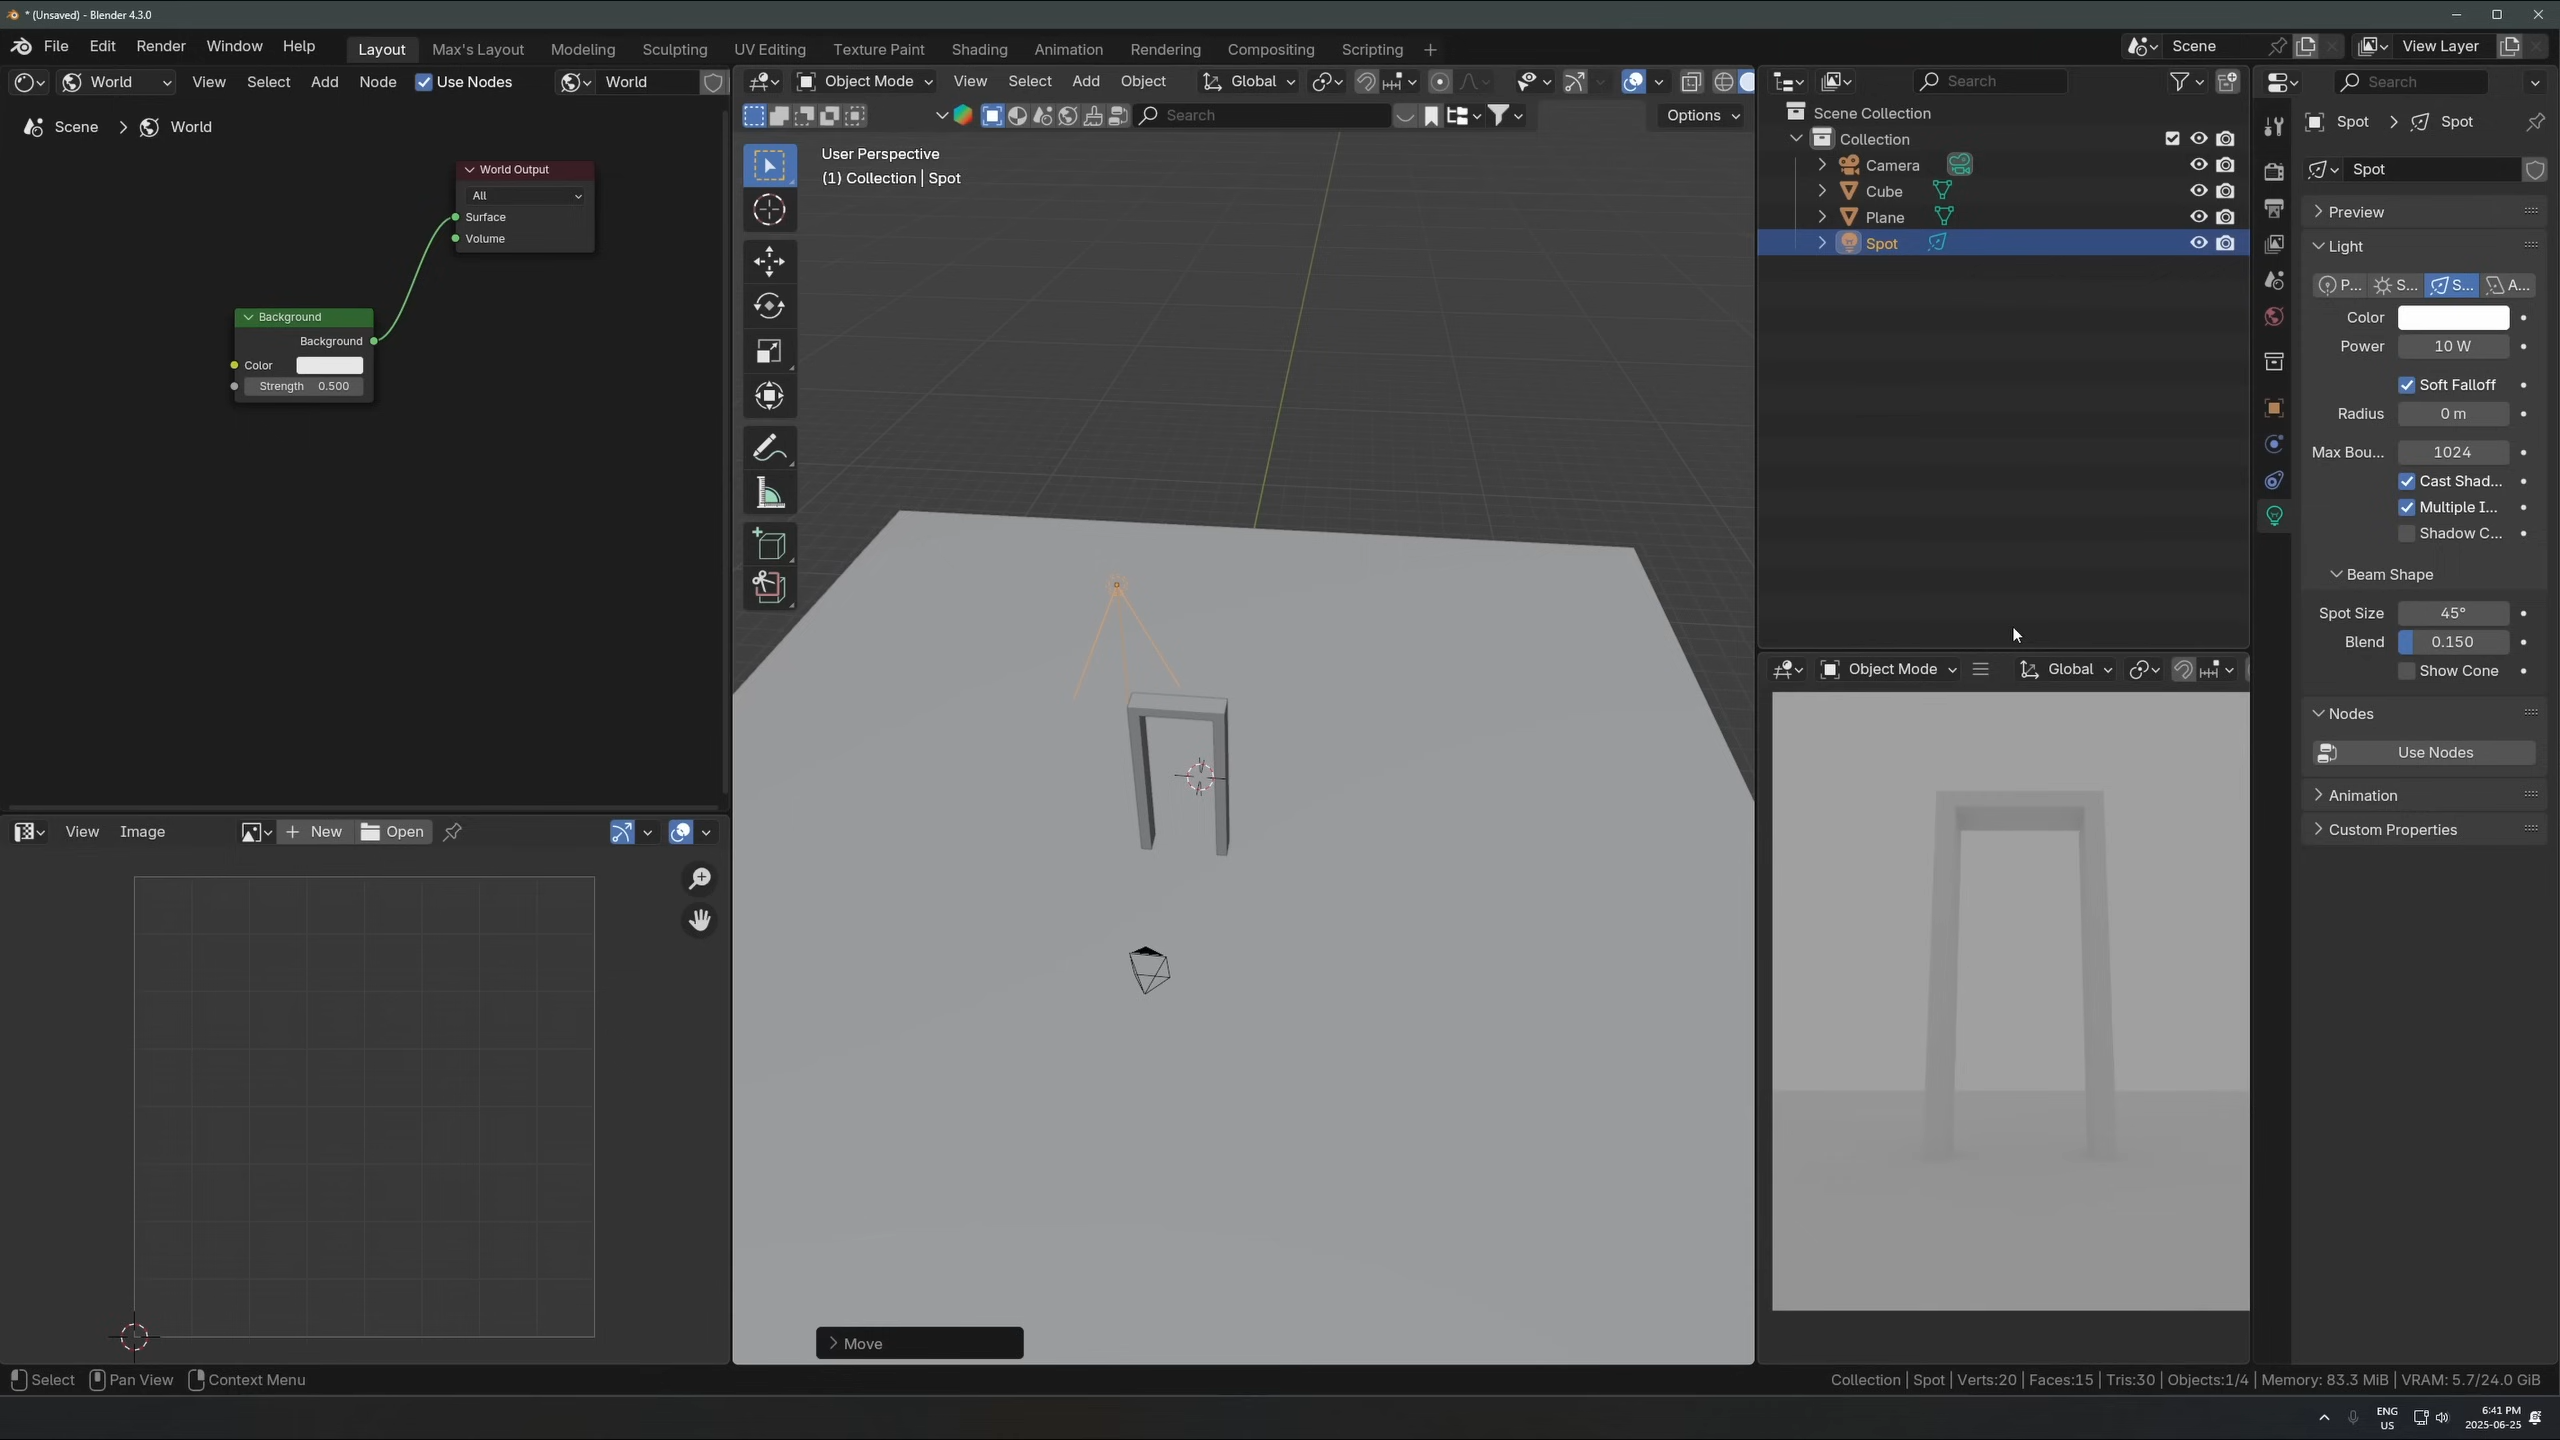 * (Unsaved) - Blender 4.3.0
File Edit Render Window Help Layout Max's Layout Modeling Sculpting UV Editing Texture Paint Shading Animation Rendering Compositing Scripting Scene View Layer
World View Select Add Node Use Nodes World
Scene World
World Output
All
Surface
Volume
Background
Background
Color
Strength 0.500
Object Mode View Select Add Object Global
Search Options
User Perspective
(1) Collection | Spot
Move
Search
Scene Collection
Collection
Camera
Cube
Plane
Spot
Object Mode Global
Search
Spot Spot
Spot
Preview
Light
P... S... S... A...
Color
Power 10 W
Soft Falloff
Radius 0 m
Max Bou... 1024
Cast Shad...
Multiple I...
Shadow C...
Beam Shape
Spot Size 45°
Blend 0.150
Show Cone
Nodes
Use Nodes
Animation
Custom Properties
View Image New Open
Select Pan View Context Menu
Collection | Spot | Verts:20 | Faces:15 | Tris:30 | Objects:1/4 | Memory: 83.3 MiB | VRAM: 5.7/24.0 GiB
ENG
US
6:41 PM
2025-06-25